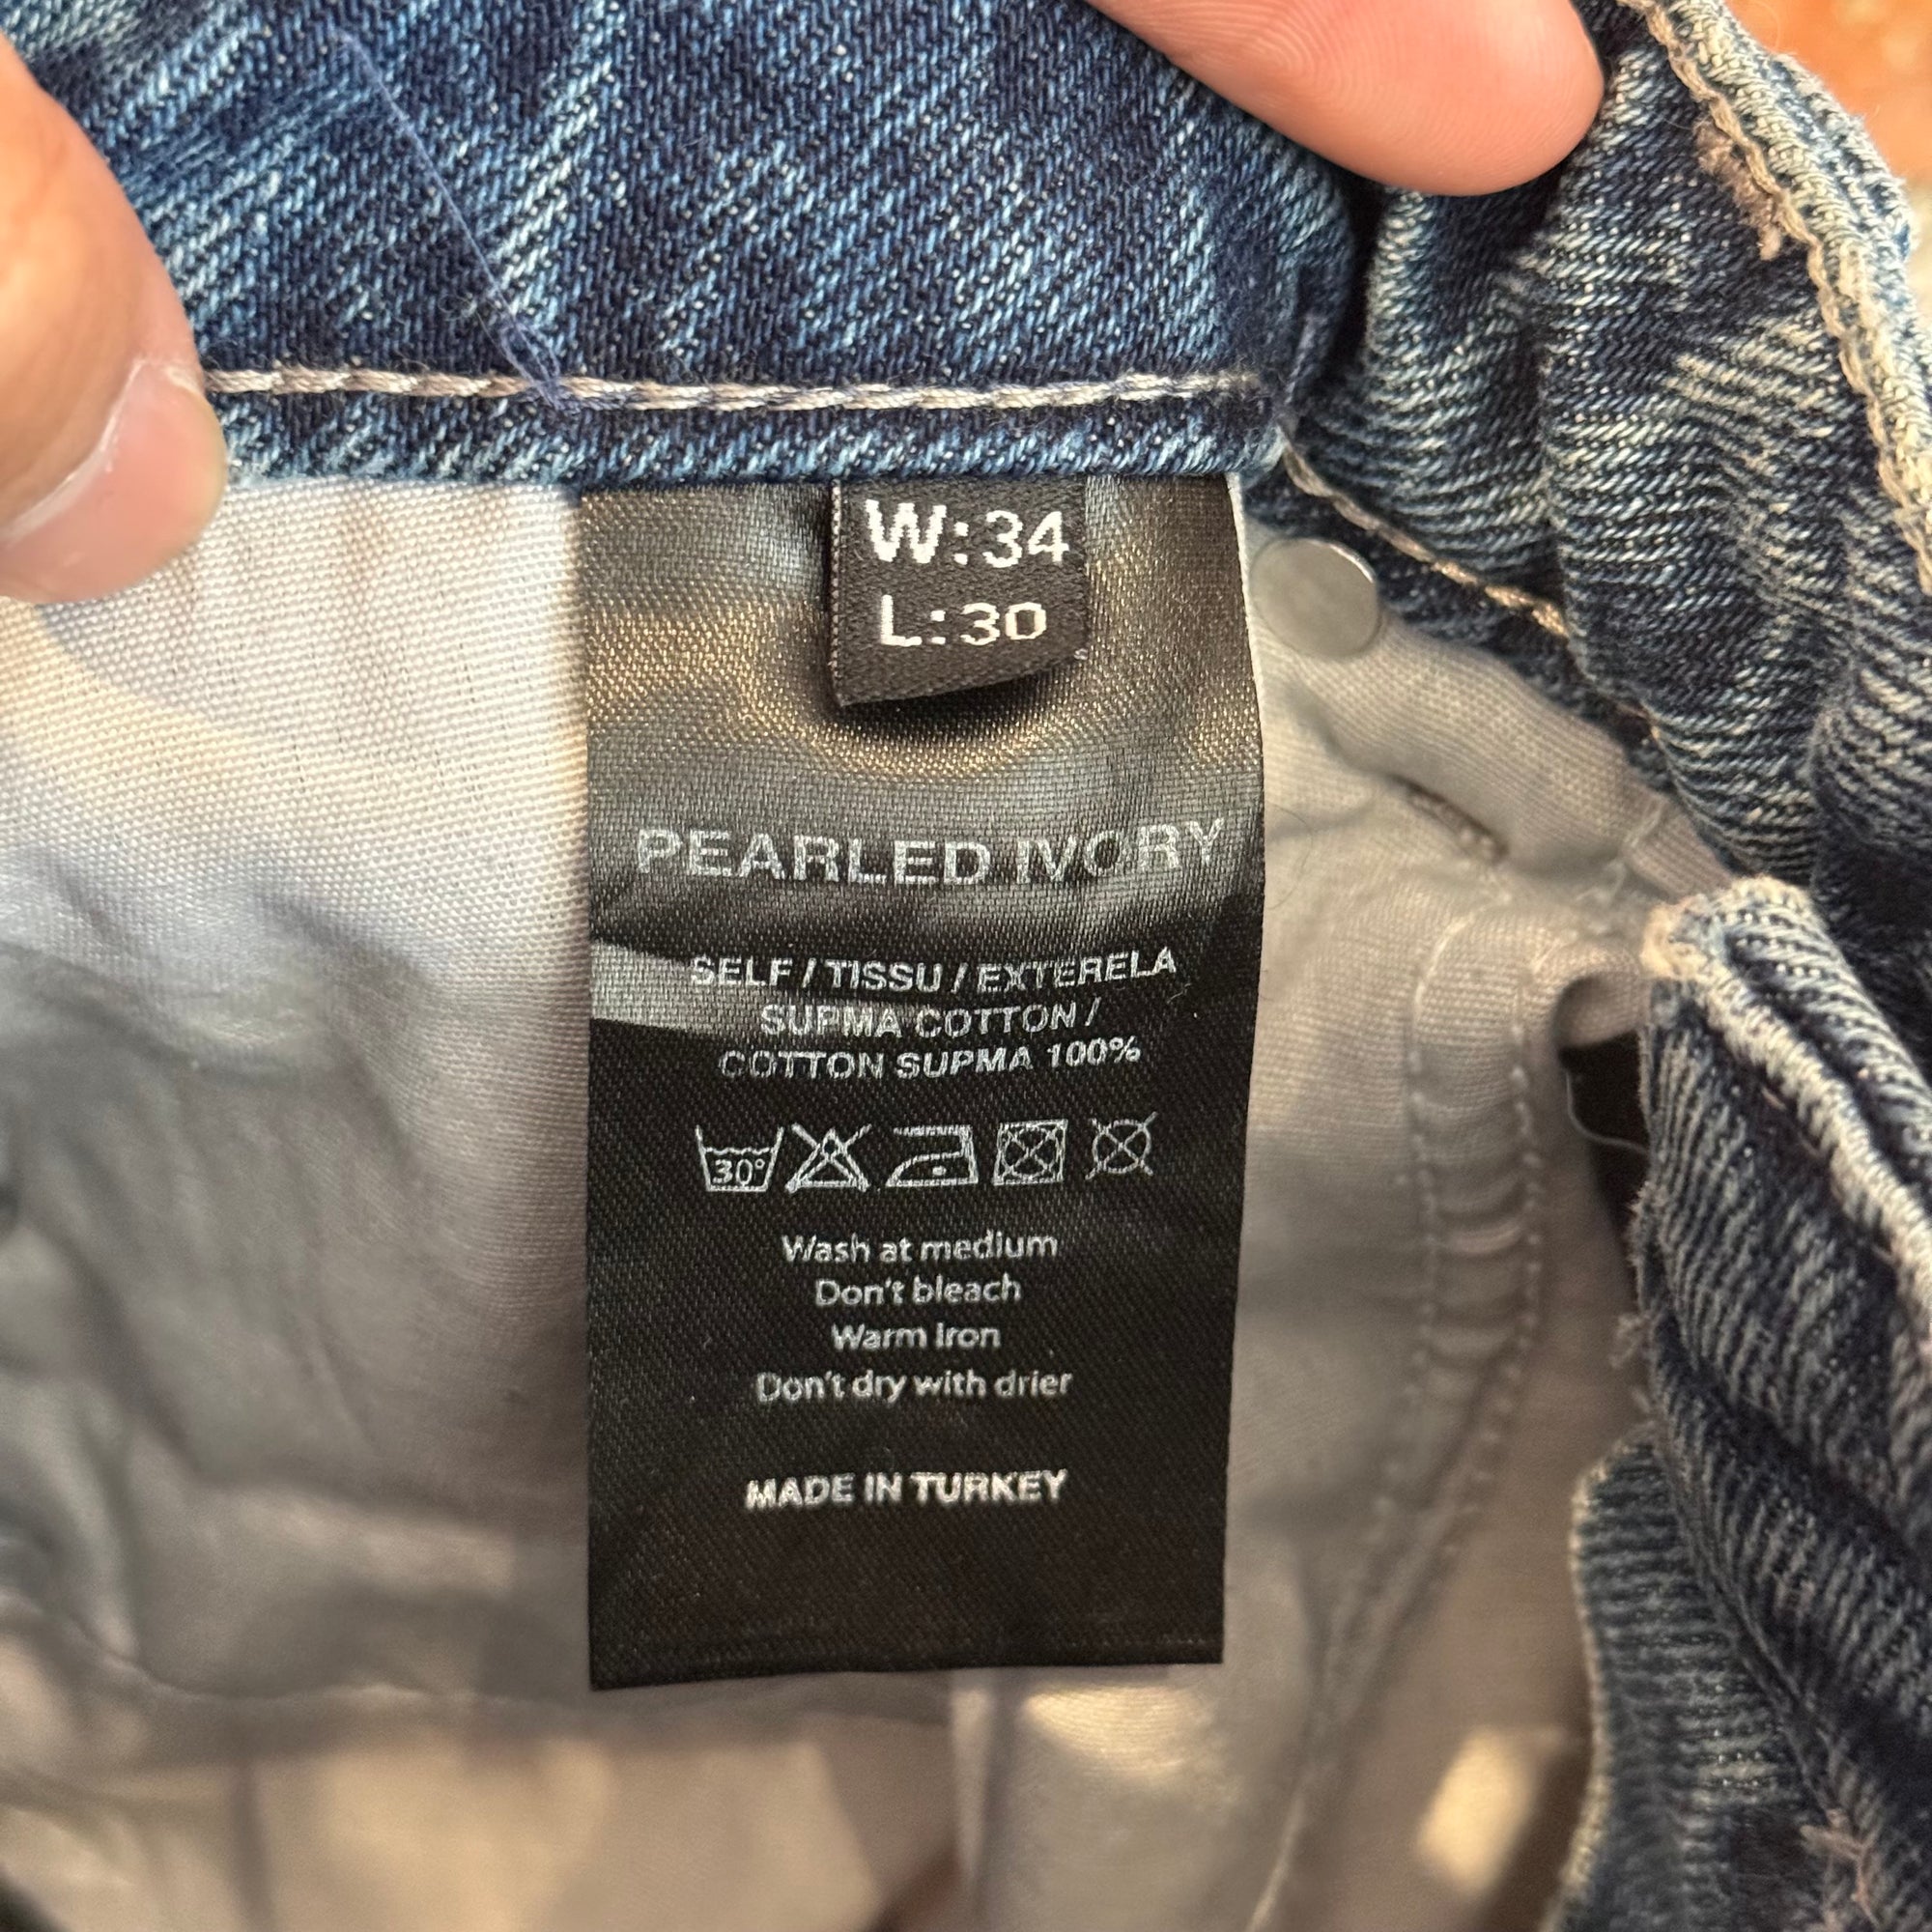 W:34
L:30
PEARLED IVORY
SELF / TISSU / EXTERELA
SUPMA COTTON /
COTTON SUPMA 100%
30°
Wash at medium
Don't bleach
Warm Iron
Don't dry with drier
MADE IN TURKEY